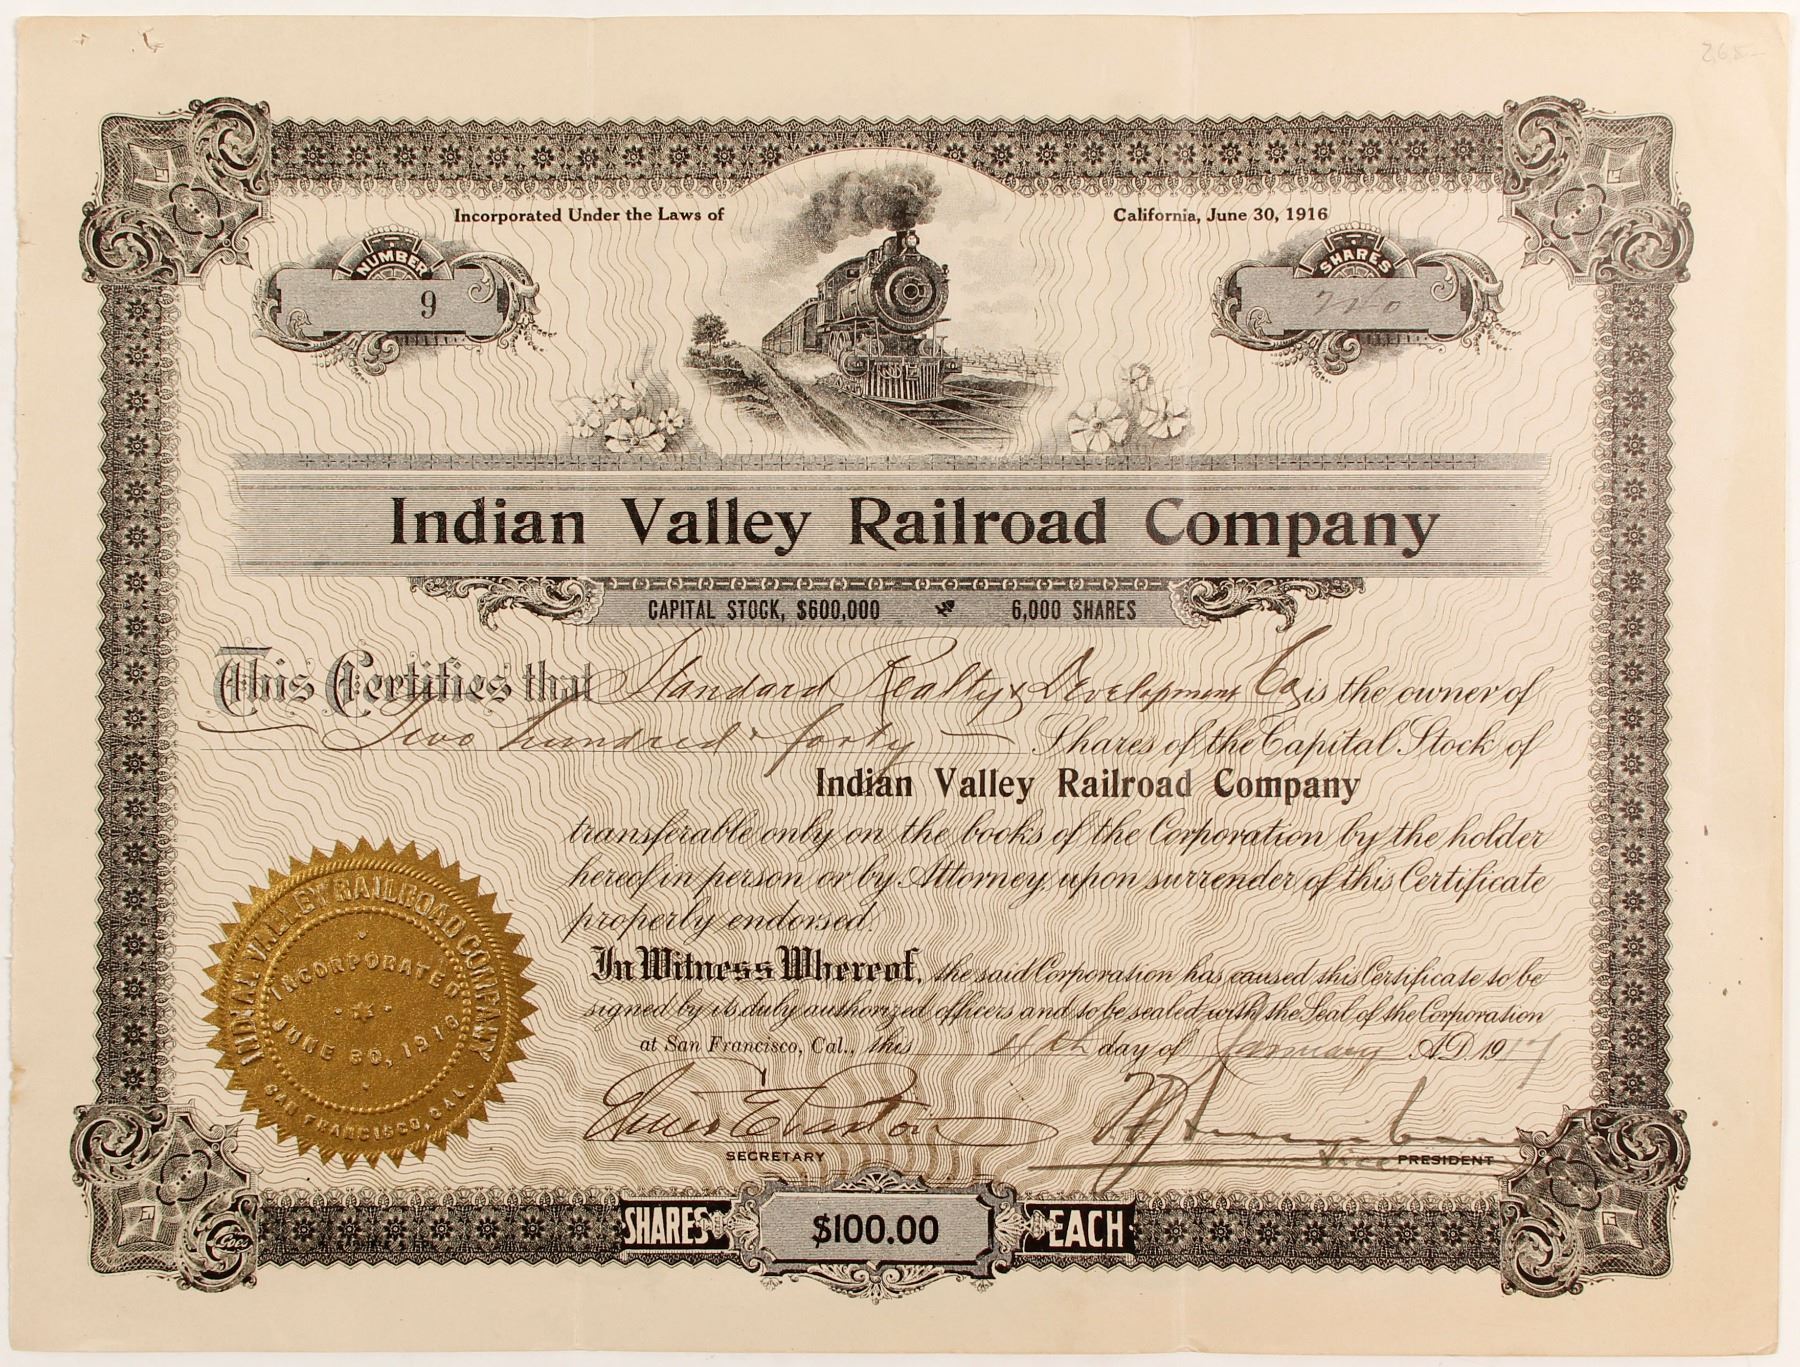 265—
Incorporated Under the Laws of California, June 30, 1916
NUMBER
9
SHARES
240
Indian Valley Railroad Company
CAPITAL STOCK, $600,000 6,000 SHARES
This Certifies that Standard Realty & Development Co is the owner of
Two hundred & forty — Shares of the Capital Stock of
Indian Valley Railroad Company
transferable only on the books of the Corporation by the holder
hereof in person or by Attorney, upon surrender of this Certificate
properly endorsed.
In Witness Whereof, the said Corporation has caused this Certificate to be
signed by its duly authorized officers and to be sealed with the Seal of the Corporation
at San Francisco, Cal., this 4th day of January A.D. 1917
SECRETARY
Vice PRESIDENT
INDIAN VALLEY RAILROAD COMPANY
INCORPORATED
JUNE 30, 1916
SAN FRANCISCO, CAL.
Goes
SHARES $100.00 EACH